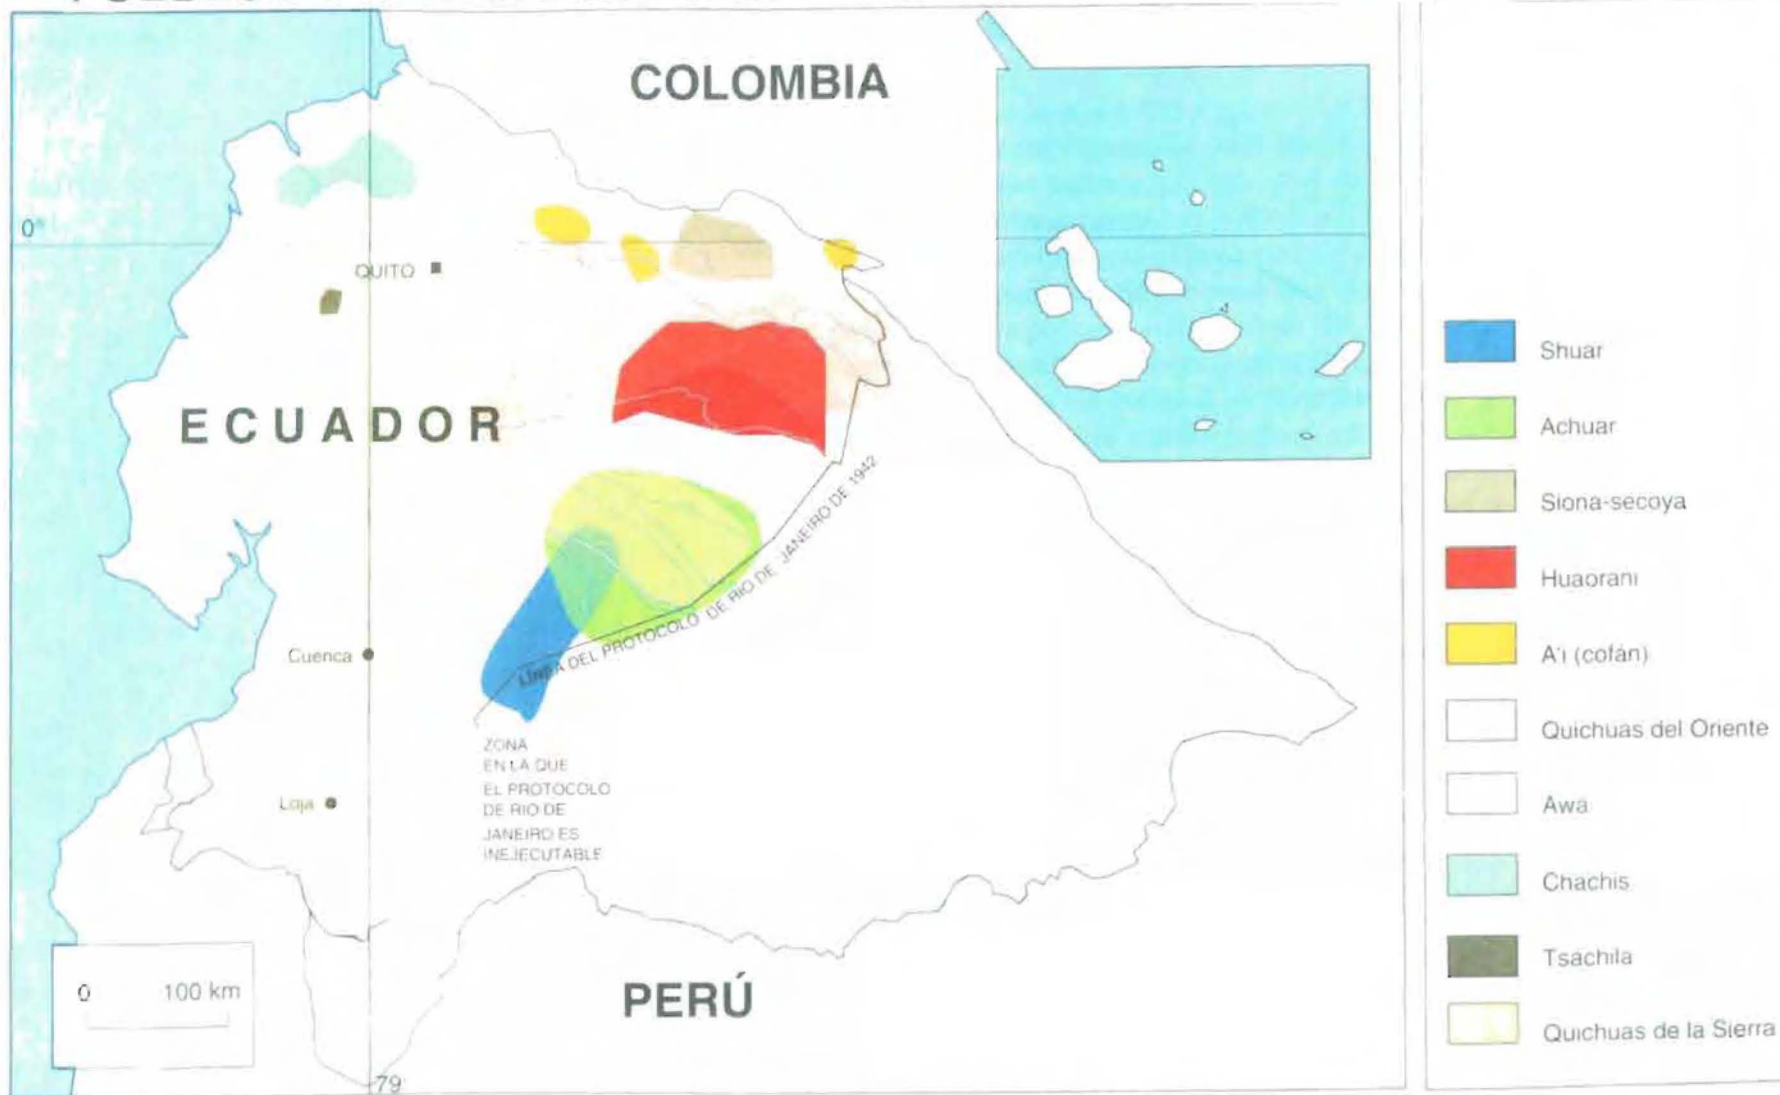 COLOMBIA
0°
QUITO
ECUADOR
LÍNEA DEL PROTOCOLO DE RIO DE JANEIRO DE 1942
Cuenca
ZONA
EN LA QUE
EL PROTOCOLO
DE RIO DE
JANEIRO ES
INEJECUTABLE
Loja
0 100 km
PERÚ
79
Shuar
Achuar
Siona-secoya
Huaorani
A'i (cofán)
Quichuas del Oriente
Awa
Chachis
Tsáchila
Quichuas de la Sierra